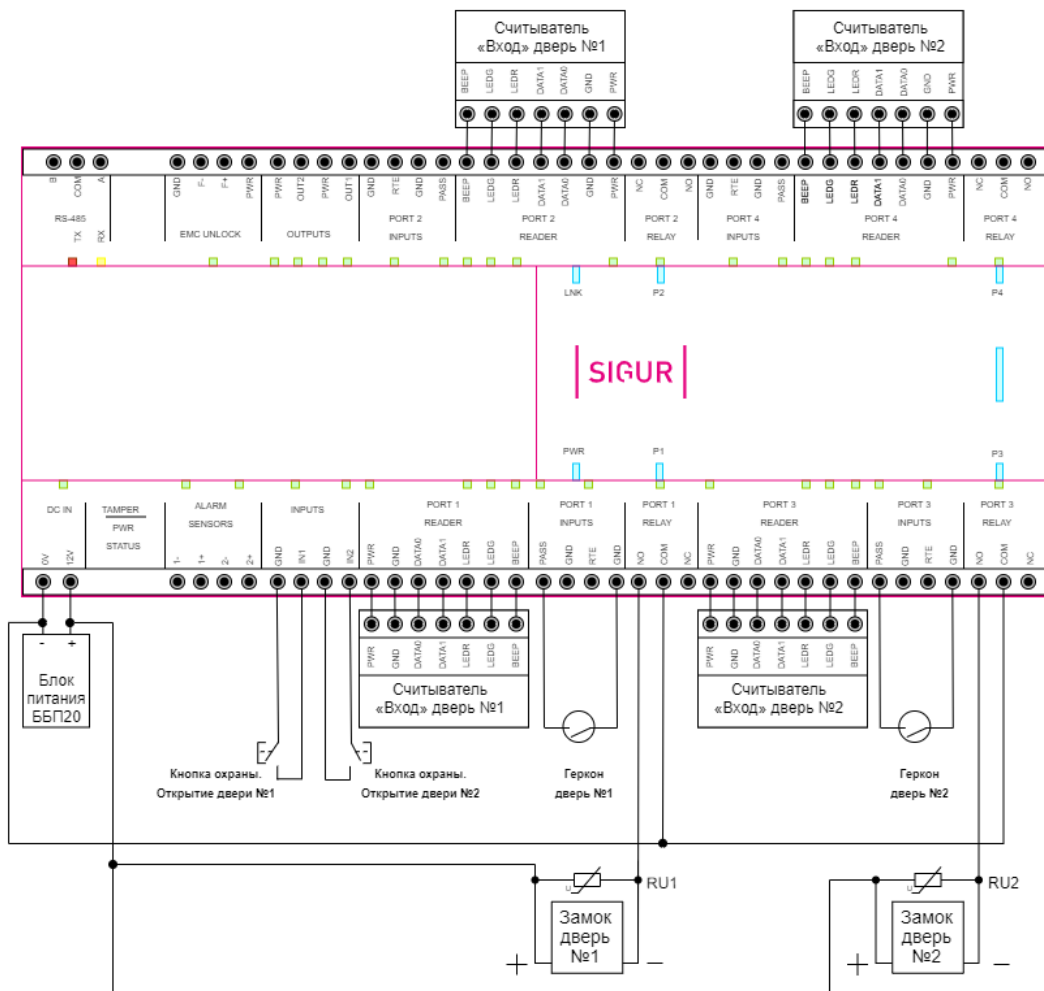 Считыватель
«Вход» дверь №1
BEEP LEDG LEDR DATA1 DATA0 GND PWR
Считыватель
«Вход» дверь №2
BEEP LEDG LEDR DATA1 DATA0 GND PWR
B COM A
GND F- F+ PWR
PWR OUT2 PWR OUT1
GND RTE GND PASS
BEEP LEDG LEDR DATA1 DATA0 GND PWR
NC COM NO
GND RTE GND PASS
BEEP LEDG LEDR DATA1 DATA0 GND PWR
NC COM NO
RS-485
TX RX
EMC UNLOCK
OUTPUTS
PORT 2
INPUTS
PORT 2
READER
PORT 2
RELAY
PORT 4
INPUTS
PORT 4
READER
PORT 4
RELAY
LNK
P2
P4
SIGUR
PWR
P1
P3
DC IN
TAMPER
PWR
STATUS
ALARM
SENSORS
INPUTS
PORT 1
READER
PORT 1
INPUTS
PORT 1
RELAY
PORT 3
READER
PORT 3
INPUTS
PORT 3
RELAY
0V 12V
1- 1+ 2- 2+
GND IN1 GND IN2
PWR GND DATA0 DATA1 LEDR LEDG BEEP
PASS GND RTE GND
NO COM NC
PWR GND DATA0 DATA1 LEDR LEDG BEEP
PASS GND RTE GND
NO COM NC
- +
Блок
питания
ББП20
PWR GND DATA0 DATA1 LEDR LEDG BEEP
Считыватель
«Вход» дверь №1
PWR GND DATA0 DATA1 LEDR LEDG BEEP
Считыватель
«Вход» дверь №2
Кнопка охраны.
Открытие двери №1
Кнопка охраны.
Открытие двери №2
Геркон
дверь №1
Геркон
дверь №2
U
RU1
Замок
дверь
№1
+ −
U
RU2
Замок
дверь
№2
+ −